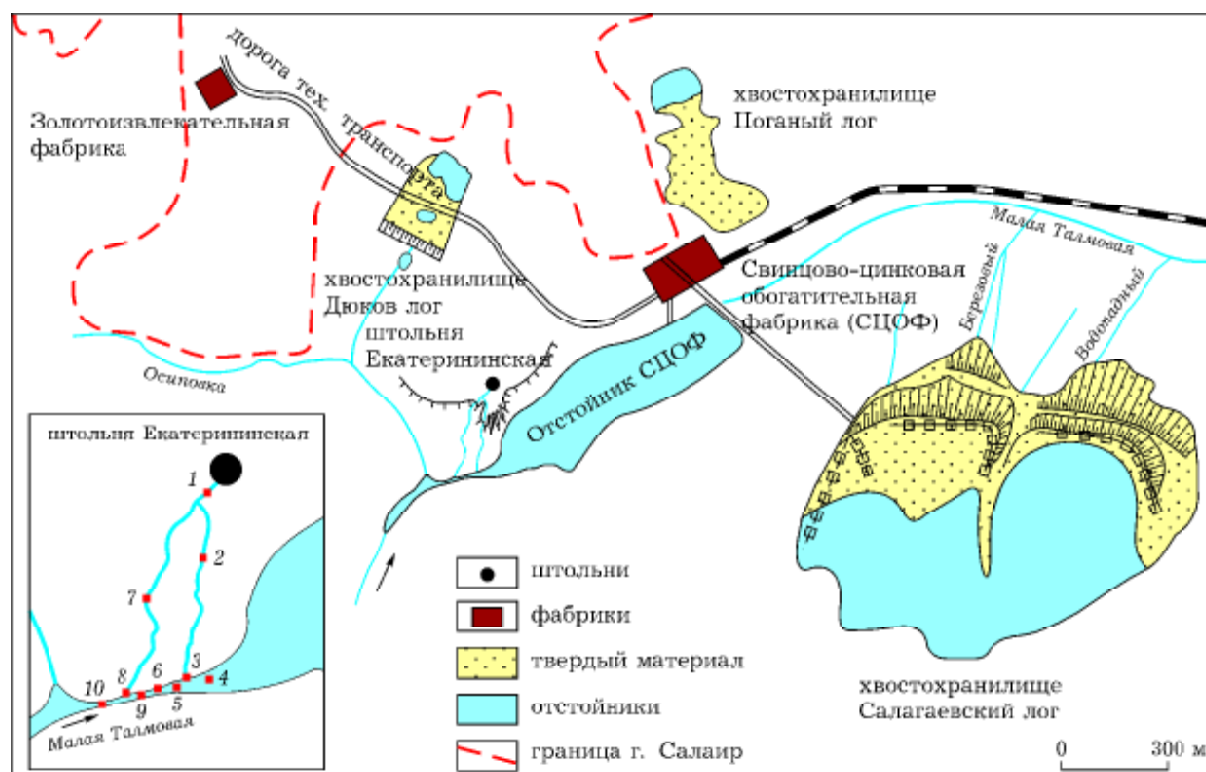 дорога тех. транспорта
Золотоизвлекательная
фабрика
хвостохранилище
Поганый лог
Малая Талмовая
хвостохранилище
Дюков лог
штольня
Екатерининская
Свинцово-цинковая
обогатительная
фабрика (СЦОФ)
Березовый
Водопадный
Осиповка
Отстойник СЦОФ
штольня Екатерининская
1
2
7
3
4
5
6
8
9
10
Малая Талмовая
штольни
фабрики
твердый материал
отстойники
граница г. Салаир
хвостохранилище
Салагаевский лог
0 300 м